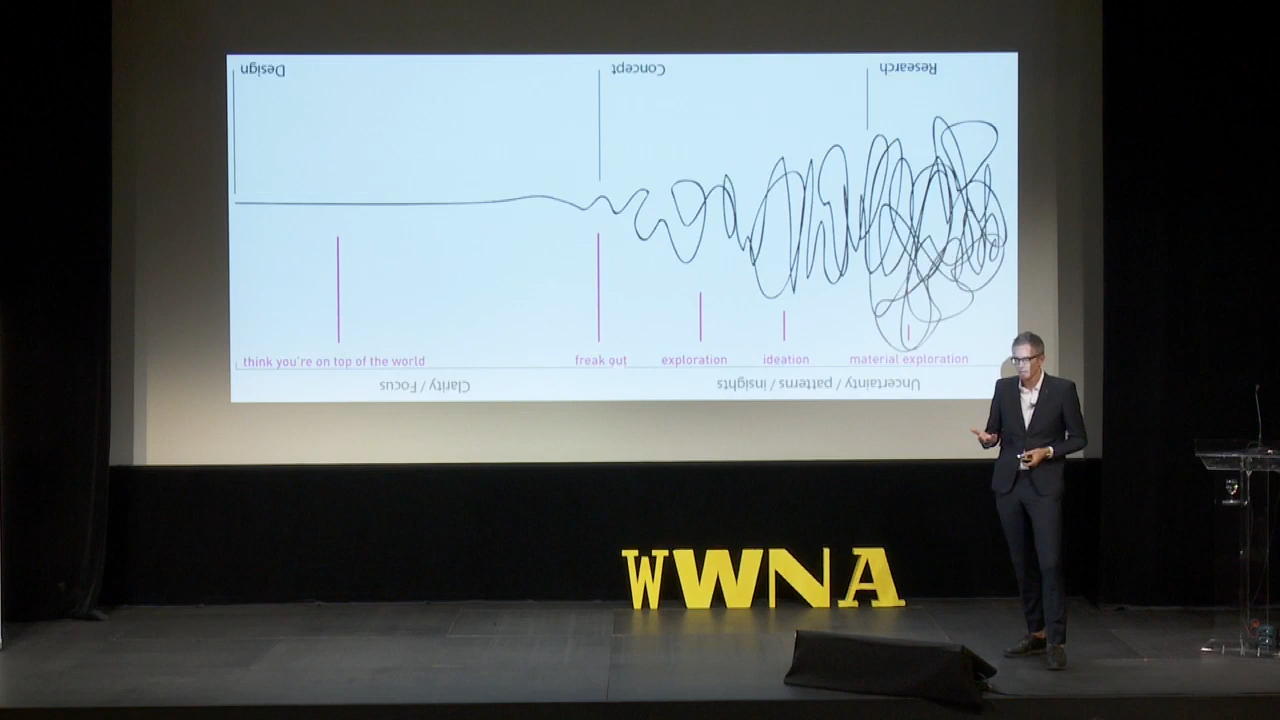 Design Concept Research
think you're on top of the world freak out exploration ideation material exploration
Clarity / Focus Uncertainty / patterns / insights
WWNA